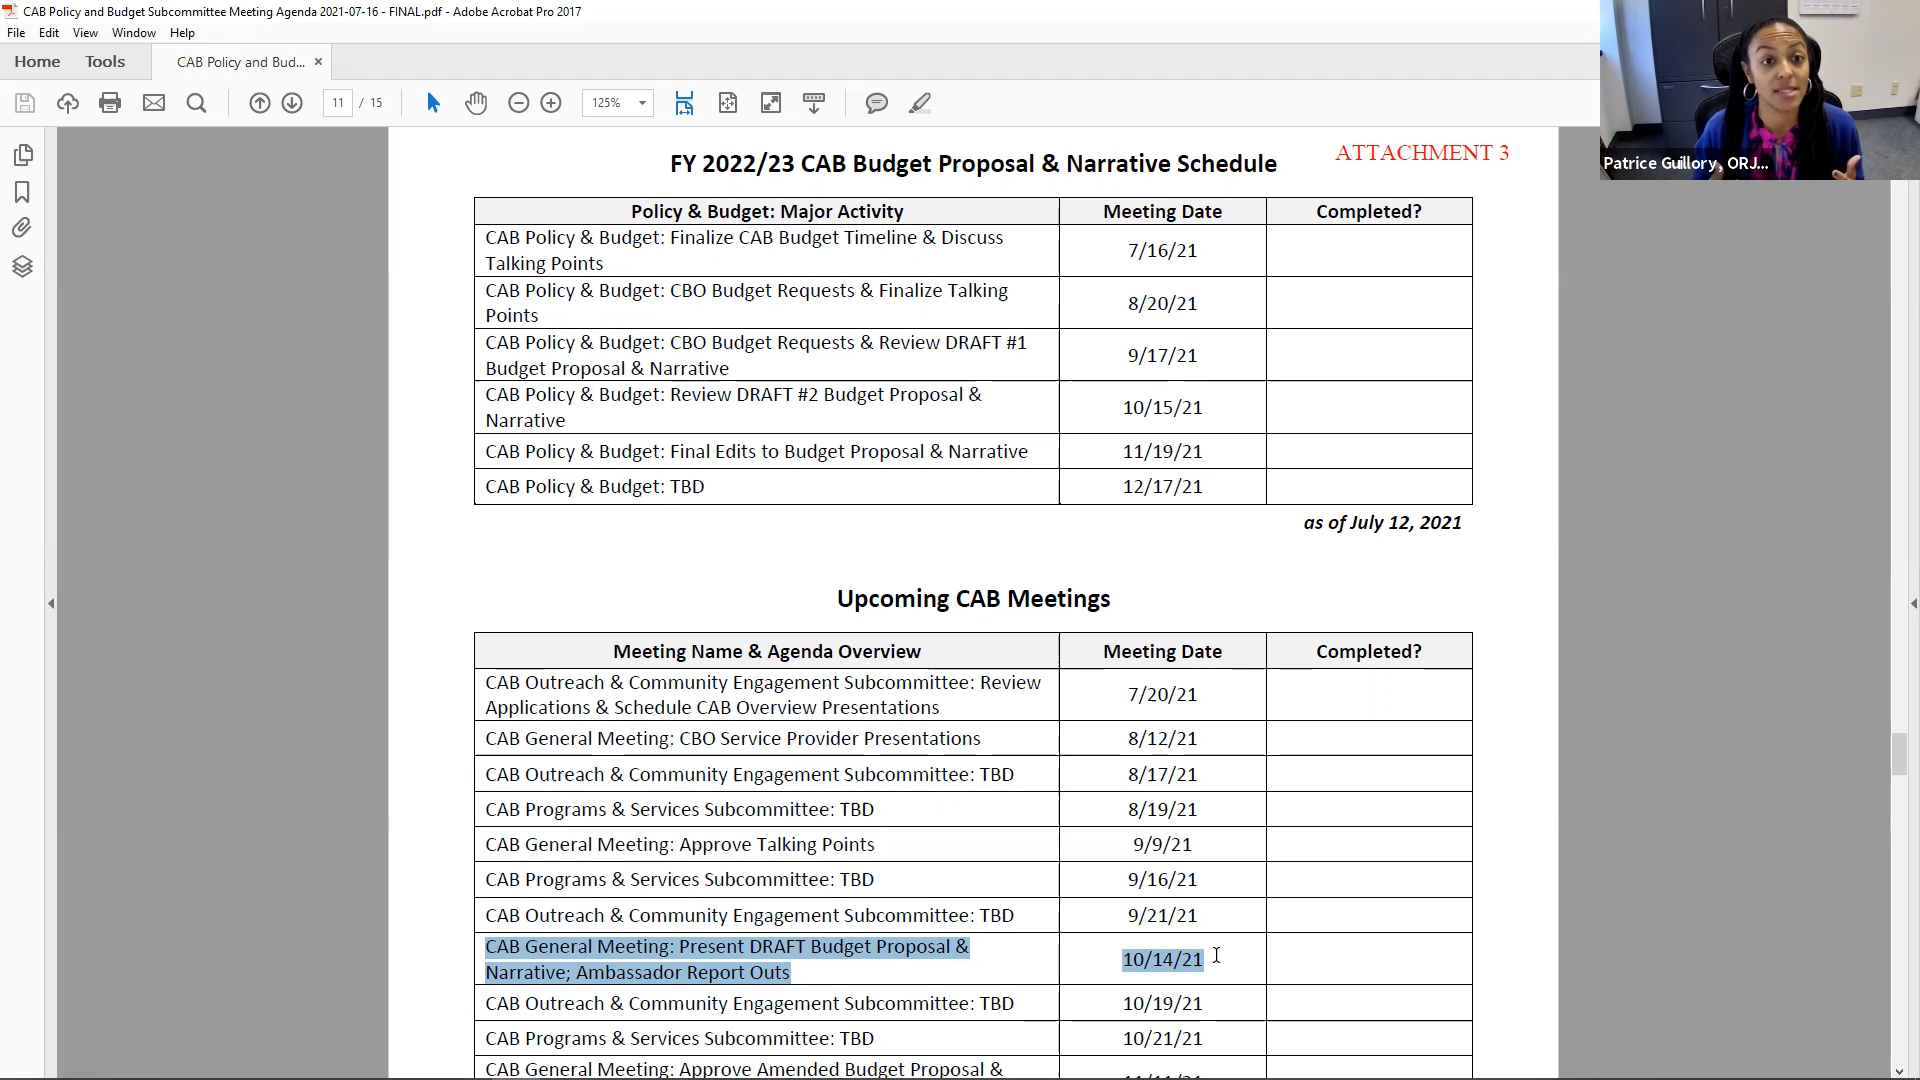 CAB Policy and Budget Subcommittee Meeting Agenda 2021-07-16 - FINAL.pdf - Adobe Acrobat Pro 2017
File Edit View Window Help
Home Tools CAB Policy and Bud... ×
11 / 15 125%
Patrice Guillory, ORJ...
ATTACHMENT 3
FY 2022/23 CAB Budget Proposal & Narrative Schedule
Policy & Budget: Major Activity Meeting Date Completed?
CAB Policy & Budget: Finalize CAB Budget Timeline & Discuss
Talking Points 7/16/21
CAB Policy & Budget: CBO Budget Requests & Finalize Talking
Points 8/20/21
CAB Policy & Budget: CBO Budget Requests & Review DRAFT #1
Budget Proposal & Narrative 9/17/21
CAB Policy & Budget: Review DRAFT #2 Budget Proposal &
Narrative 10/15/21
CAB Policy & Budget: Final Edits to Budget Proposal & Narrative 11/19/21
CAB Policy & Budget: TBD 12/17/21
as of July 12, 2021
Upcoming CAB Meetings
Meeting Name & Agenda Overview Meeting Date Completed?
CAB Outreach & Community Engagement Subcommittee: Review
Applications & Schedule CAB Overview Presentations 7/20/21
CAB General Meeting: CBO Service Provider Presentations 8/12/21
CAB Outreach & Community Engagement Subcommittee: TBD 8/17/21
CAB Programs & Services Subcommittee: TBD 8/19/21
CAB General Meeting: Approve Talking Points 9/9/21
CAB Programs & Services Subcommittee: TBD 9/16/21
CAB Outreach & Community Engagement Subcommittee: TBD 9/21/21
CAB General Meeting: Present DRAFT Budget Proposal &
Narrative; Ambassador Report Outs 10/14/21
CAB Outreach & Community Engagement Subcommittee: TBD 10/19/21
CAB Programs & Services Subcommittee: TBD 10/21/21
CAB General Meeting: Approve Amended Budget Proposal &